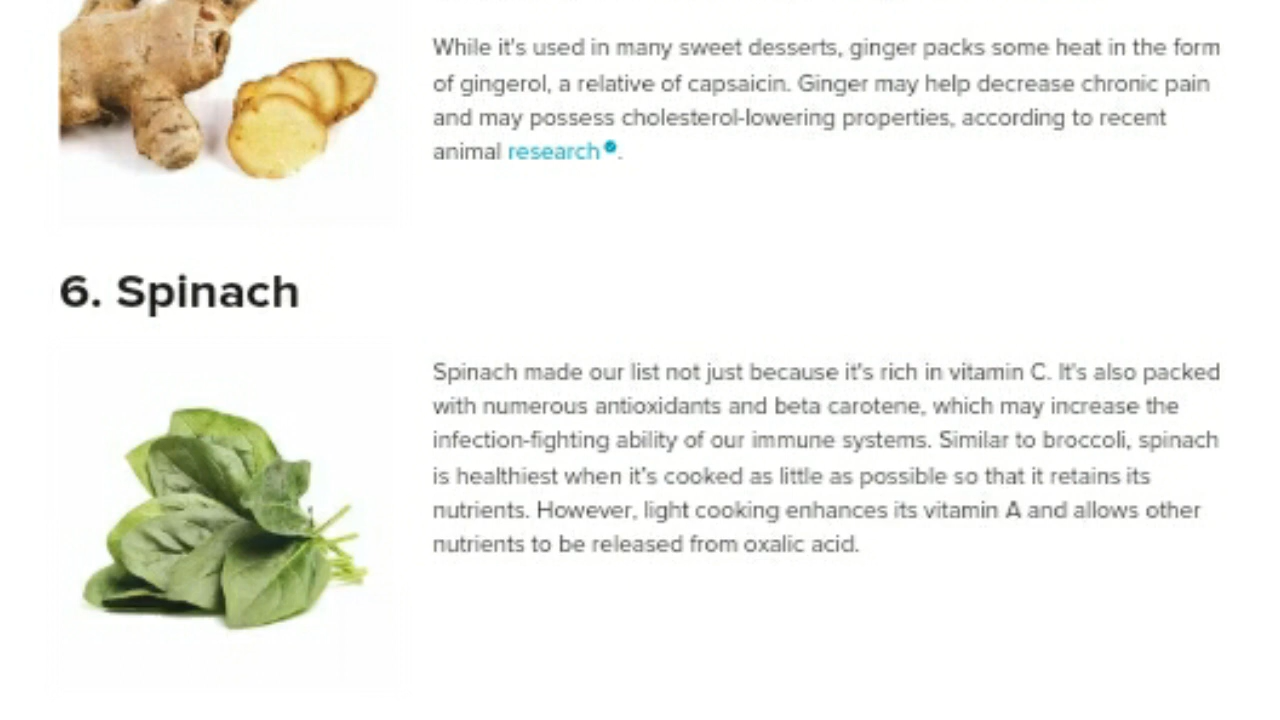 While it's used in many sweet desserts, ginger packs some heat in the form
of gingerol, a relative of capsaicin. Ginger may help decrease chronic pain
and may possess cholesterol-lowering properties, according to recent
animal research.
6. Spinach
Spinach made our list not just because it's rich in vitamin C. It's also packed
with numerous antioxidants and beta carotene, which may increase the
infection-fighting ability of our immune systems. Similar to broccoli, spinach
is healthiest when it's cooked as little as possible so that it retains its
nutrients. However, light cooking enhances its vitamin A and allows other
nutrients to be released from oxalic acid.